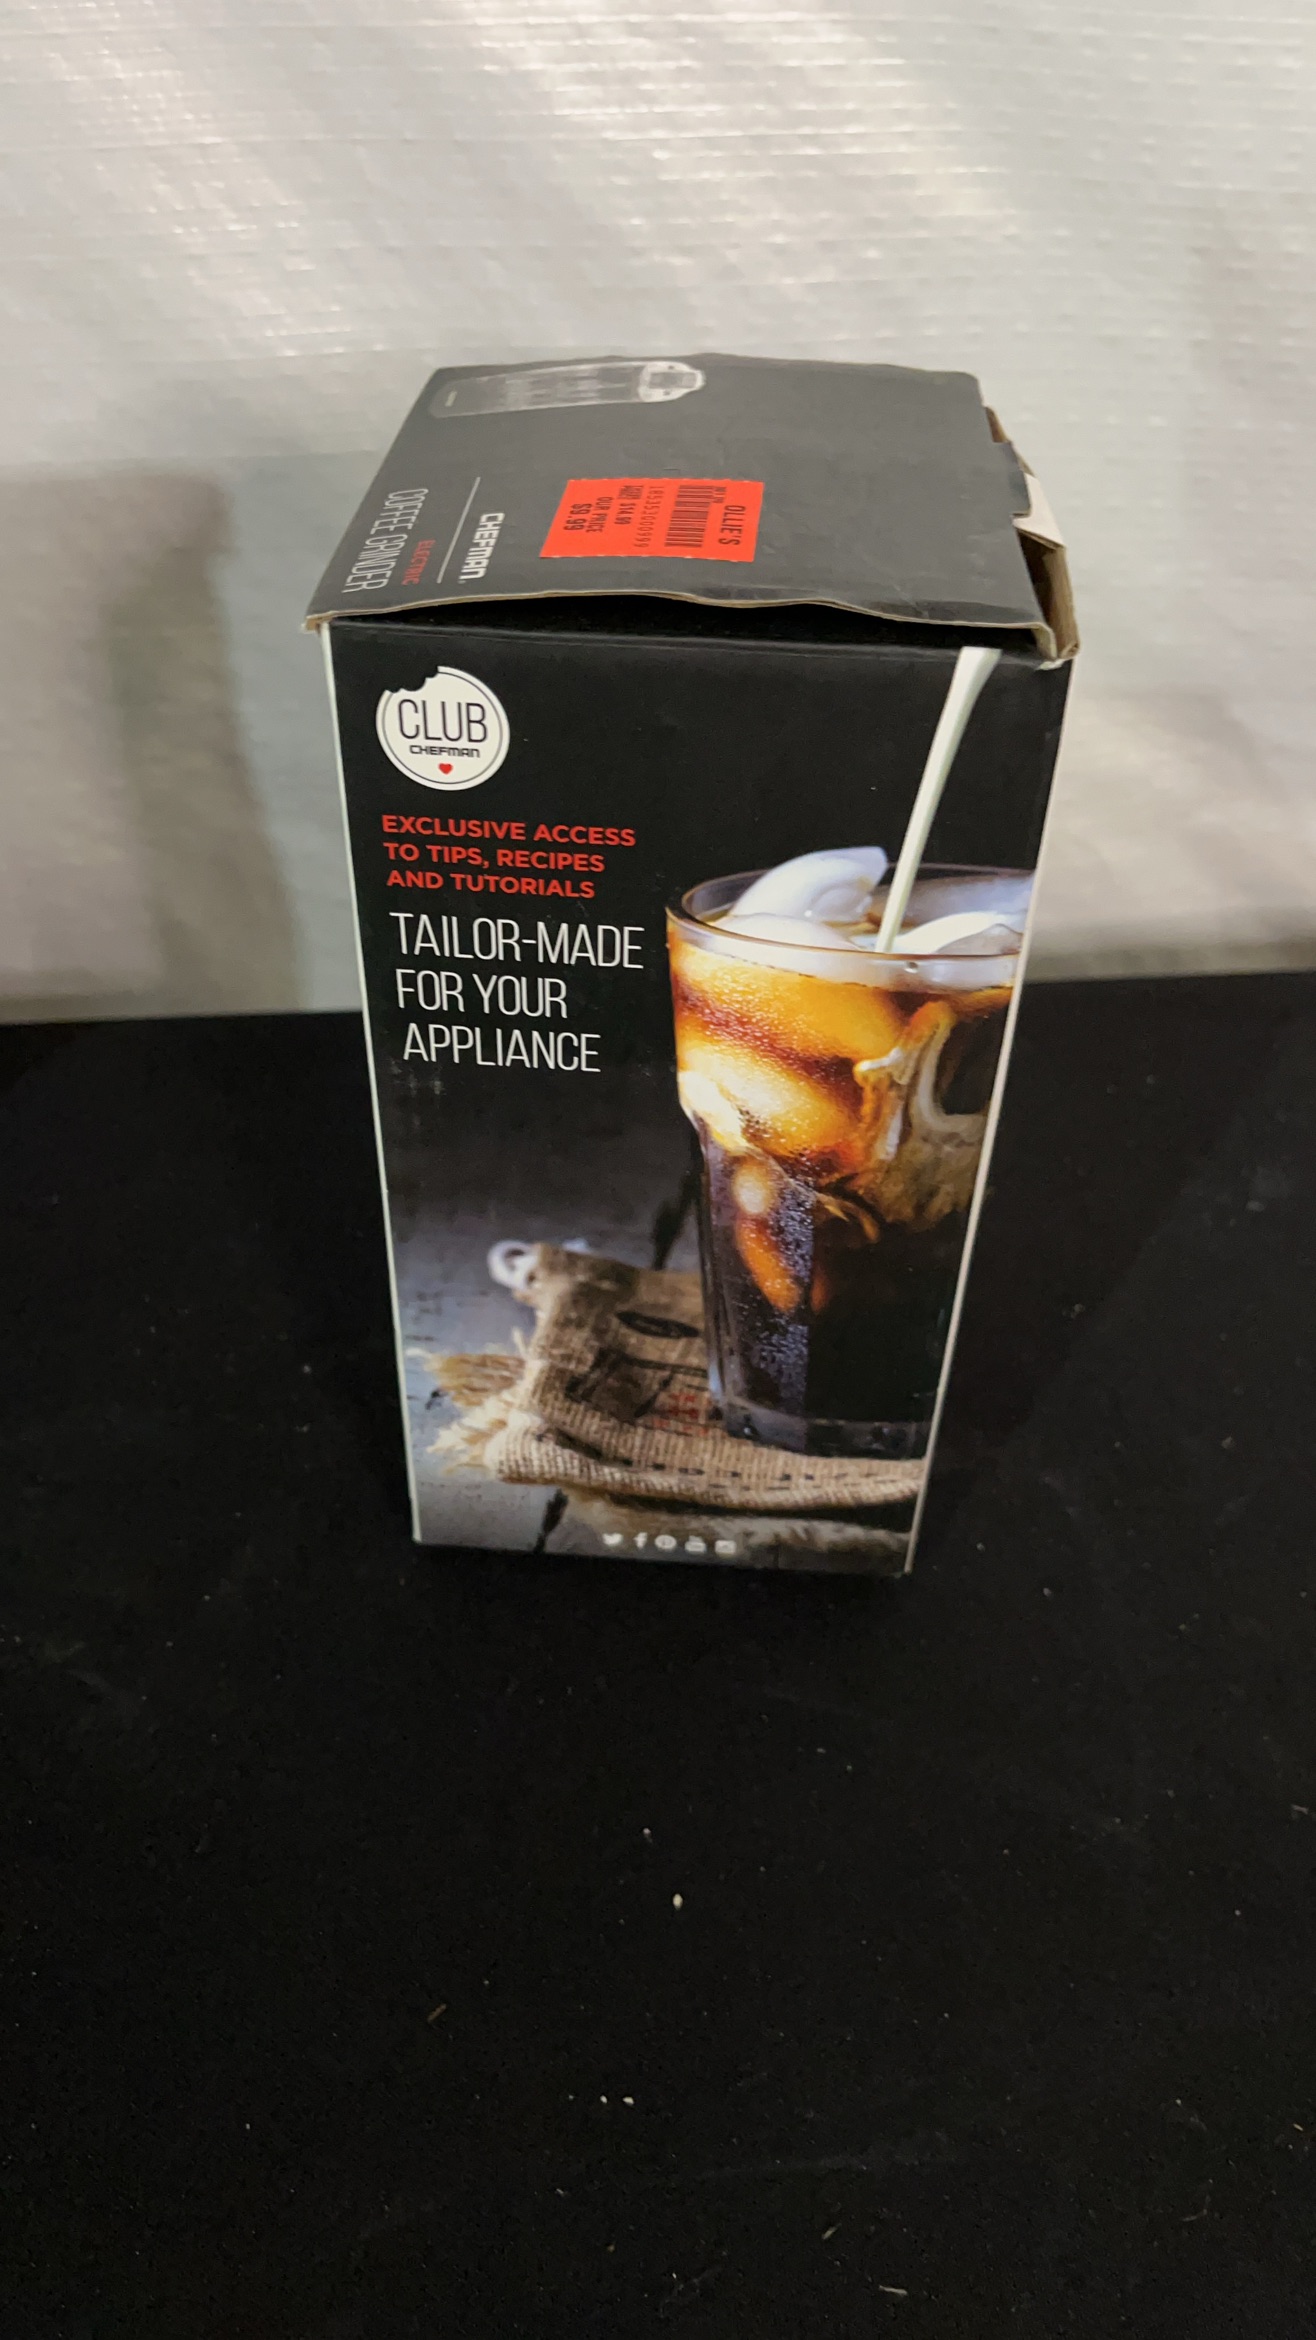 CHEFMAN.
ELECTRIC
COFFEE GRINDER
OLLIE'S
OUR PRICE
$9.99
CLUB
CHEFMAN
EXCLUSIVE ACCESS
TO TIPS, RECIPES
AND TUTORIALS
TAILOR-MADE
FOR YOUR
APPLIANCE